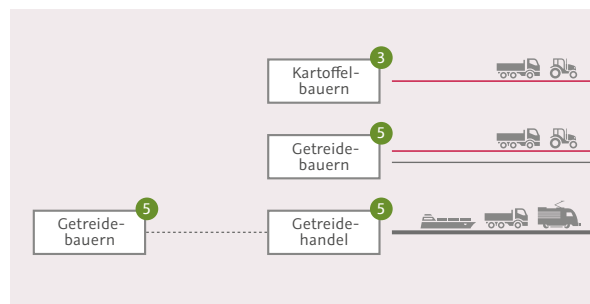 3
Kartoffel-
bauern
5
Getreide-
bauern
5
Getreide-
bauern
5
Getreide-
handel